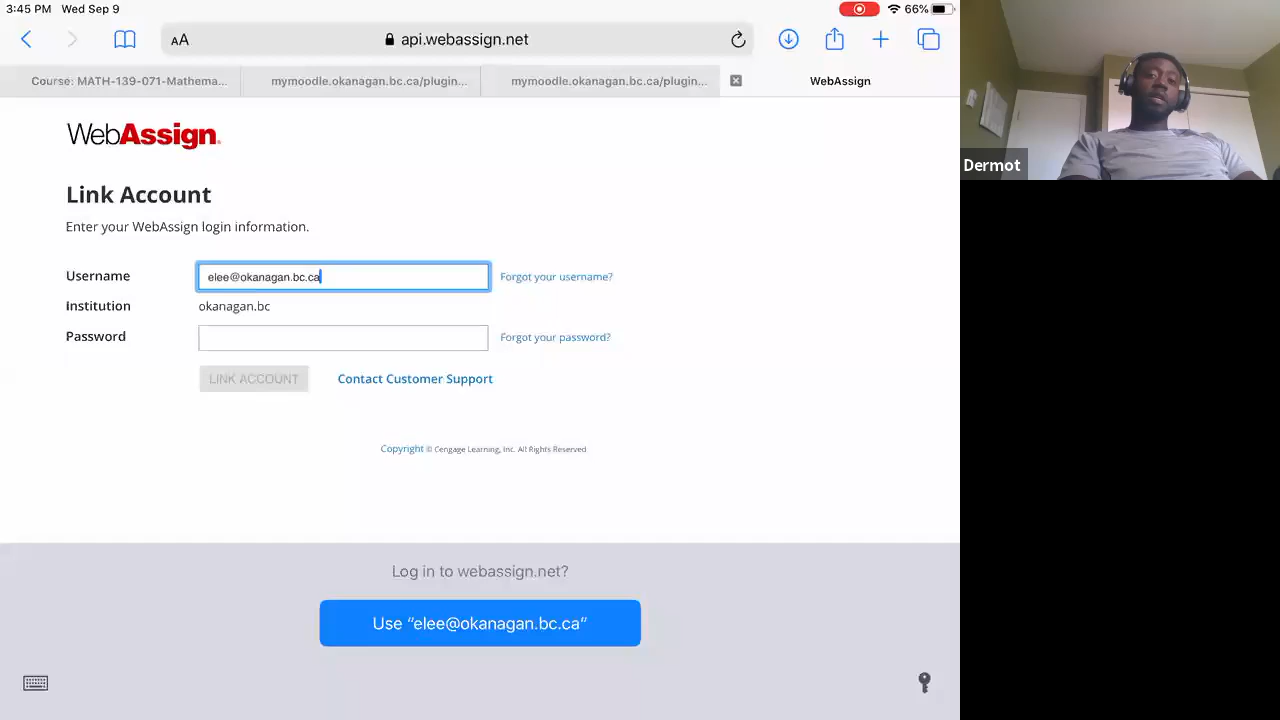 3:45 PM Wed Sep 9
66%
AA
api.webassign.net
Course: MATH-139-071-Mathema...
mymoodle.okanagan.bc.ca/plugin...
mymoodle.okanagan.bc.ca/plugin...
WebAssign
WebAssign.
Link Account
Enter your WebAssign login information.
Username
elee@okanagan.bc.ca
Forgot your username?
Institution
okanagan.bc
Password
Forgot your password?
LINK ACCOUNT
Contact Customer Support
Copyright © Cengage Learning, Inc. All Rights Reserved
Log in to webassign.net?
Use “elee@okanagan.bc.ca”
Dermot